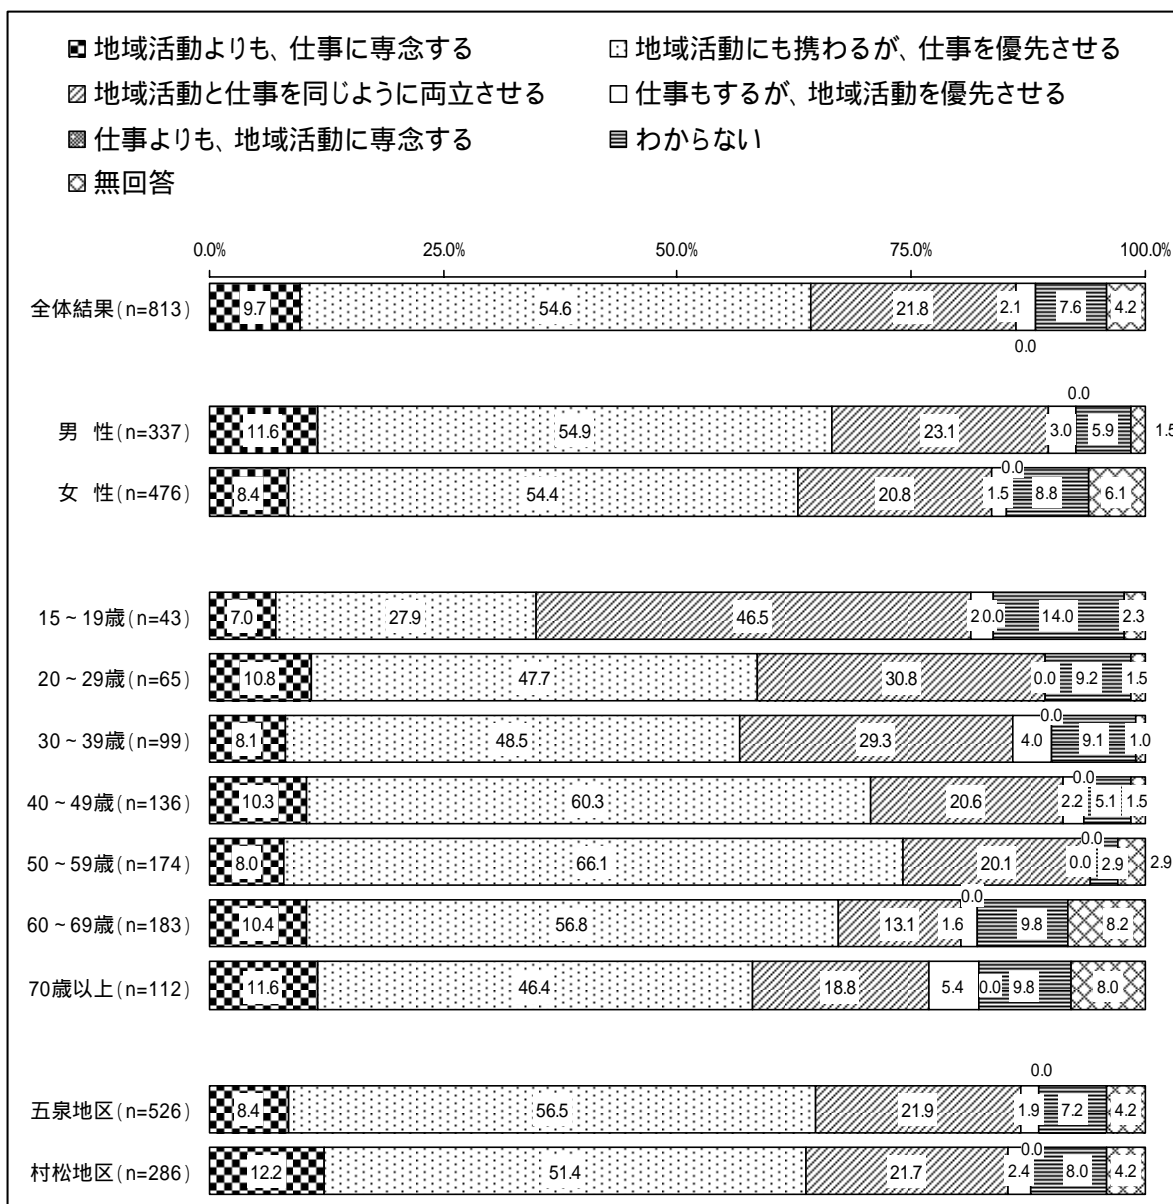 地域活動よりも、仕事に専念する 地域活動にも携わるが、仕事を優先させる
地域活動と仕事を同じように両立させる 仕事もするが、地域活動を優先させる
仕事よりも、地域活動に専念する わからない
無回答
0.0% 25.0% 50.0% 75.0% 100.0%
全体結果(n=813) 9.7 54.6 21.8 2.1 7.6 4.2
0.0
0.0
男 性(n=337) 11.6 54.9 23.1 3.0 5.9 1.5
0.0
女 性(n=476) 8.4 54.4 20.8 1.5 8.8 6.1
15~19歳(n=43) 7.0 27.9 46.5 2 0.0 14.0 2.3
20~29歳(n=65) 10.8 47.7 30.8 0.0 9.2 1.5
0.0
30~39歳(n=99) 8.1 48.5 29.3 4.0 9.1 1.0
0.0
40~49歳(n=136) 10.3 60.3 20.6 2.2 5.1 1.5
0.0
50~59歳(n=174) 8.0 66.1 20.1 0.0 2.9 2.9
0.0
60~69歳(n=183) 10.4 56.8 13.1 1.6 9.8 8.2
70歳以上(n=112) 11.6 46.4 18.8 5.4 0.0 9.8 8.0
0.0
五泉地区(n=526) 8.4 56.5 21.9 1.9 7.2 4.2
0.0
村松地区(n=286) 12.2 51.4 21.7 2.4 8.0 4.2